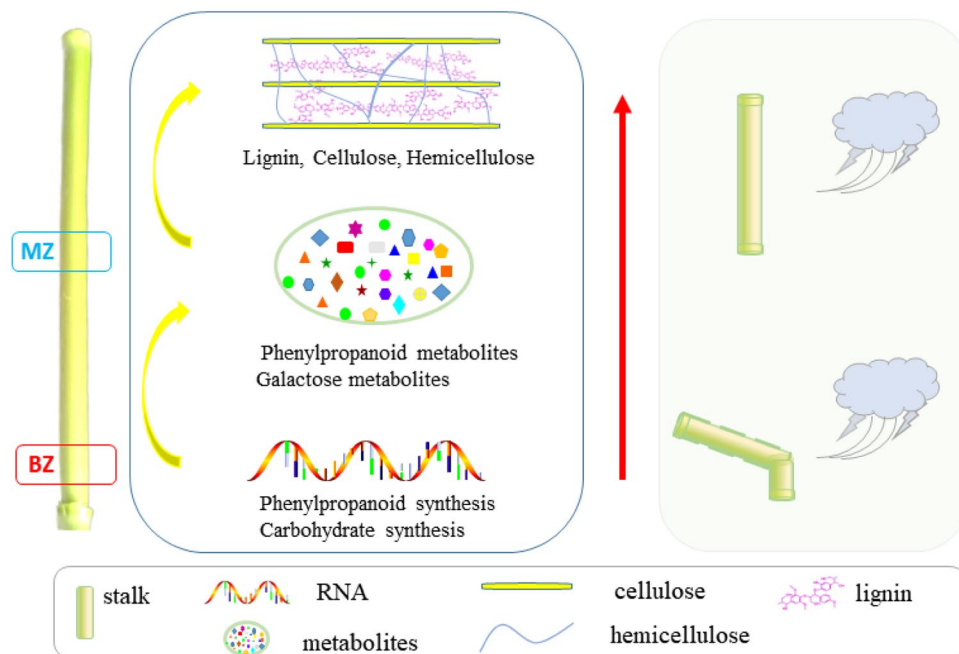 Lignin, Cellulose, Hemicellulose
MZ
Phenylpropanoid metabolites
Galactose metabolites
BZ
Phenylpropanoid synthesis
Carbohydrate synthesis
stalk
RNA
cellulose
lignin
metabolites
hemicellulose